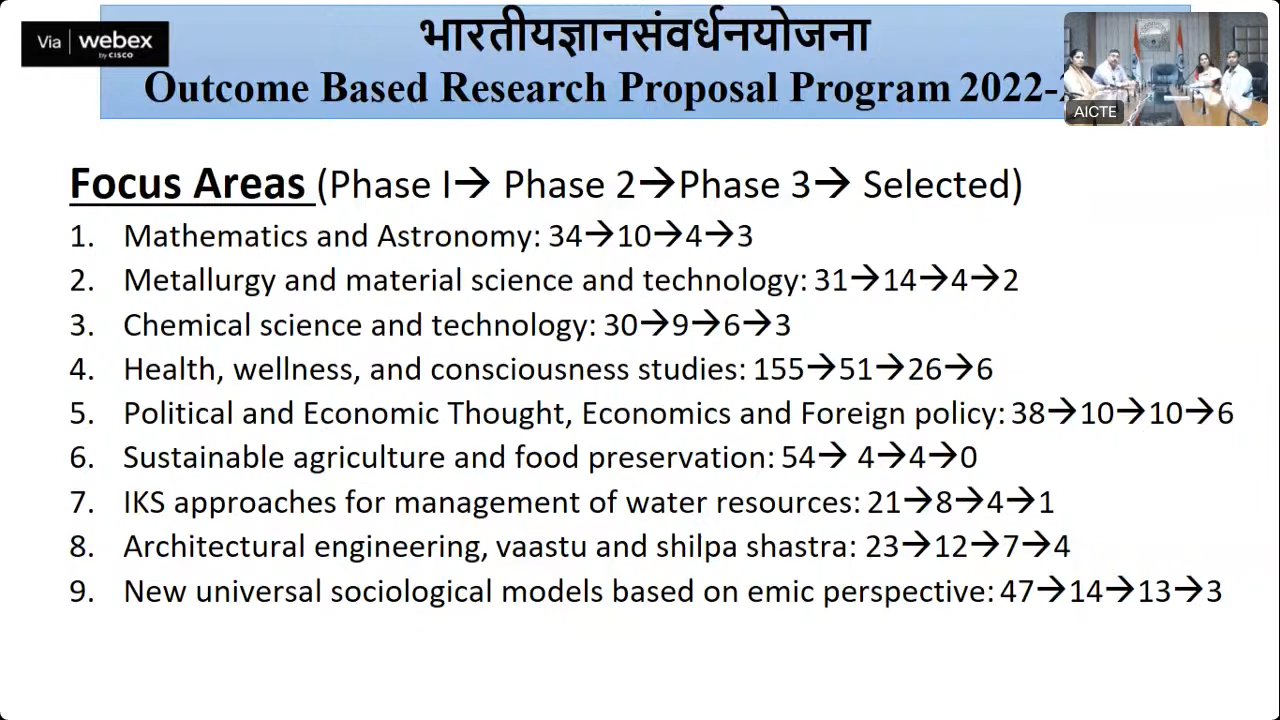 Via webex
by CISCO
भारतीयज्ञानसंवर्धनयोजना
Outcome Based Research Proposal Program 2022-
AICTE
Focus Areas (Phase I→ Phase 2→Phase 3→ Selected)
1. Mathematics and Astronomy: 34→10→4→3
2. Metallurgy and material science and technology: 31→14→4→2
3. Chemical science and technology: 30→9→6→3
4. Health, wellness, and consciousness studies: 155→51→26→6
5. Political and Economic Thought, Economics and Foreign policy: 38→10→10→6
6. Sustainable agriculture and food preservation: 54→ 4→4→0
7. IKS approaches for management of water resources: 21→8→4→1
8. Architectural engineering, vaastu and shilpa shastra: 23→12→7→4
9. New universal sociological models based on emic perspective: 47→14→13→3